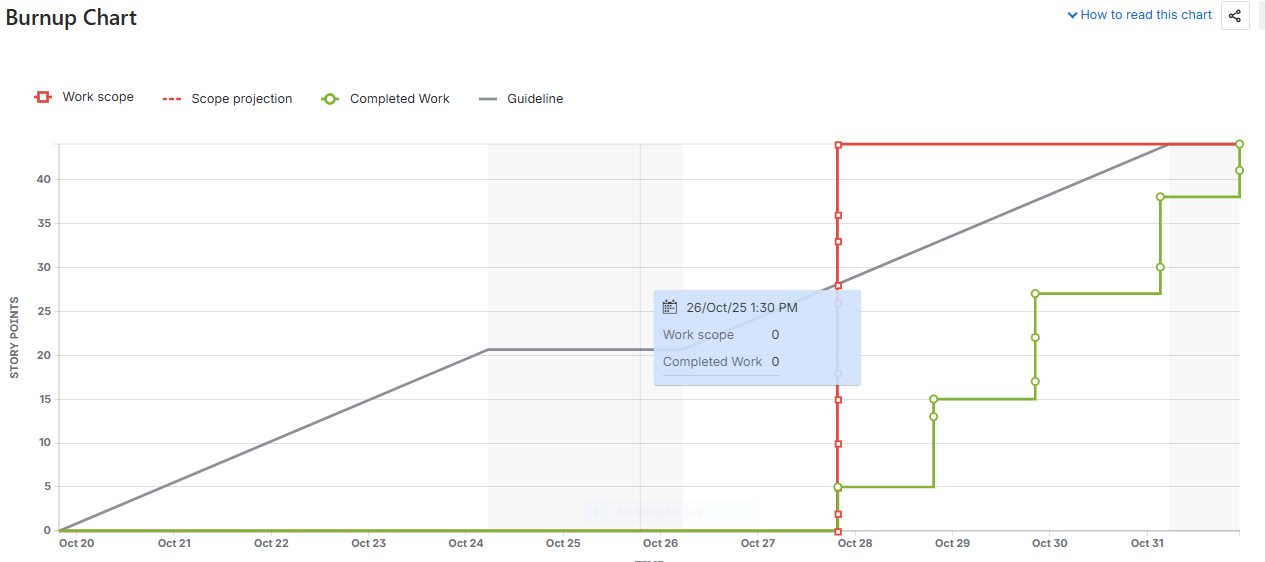 Burnup Chart
How to read this chart
Work scope
Scope projection
Completed Work
Guideline
STORY POINTS
40
35
30
25
20
15
10
5
0
26/Oct/25 1:30 PM
Work scope 0
Completed Work 0
Oct 20 Oct 21 Oct 22 Oct 23 Oct 24 Oct 25 Oct 26 Oct 27 Oct 28 Oct 29 Oct 30 Oct 31